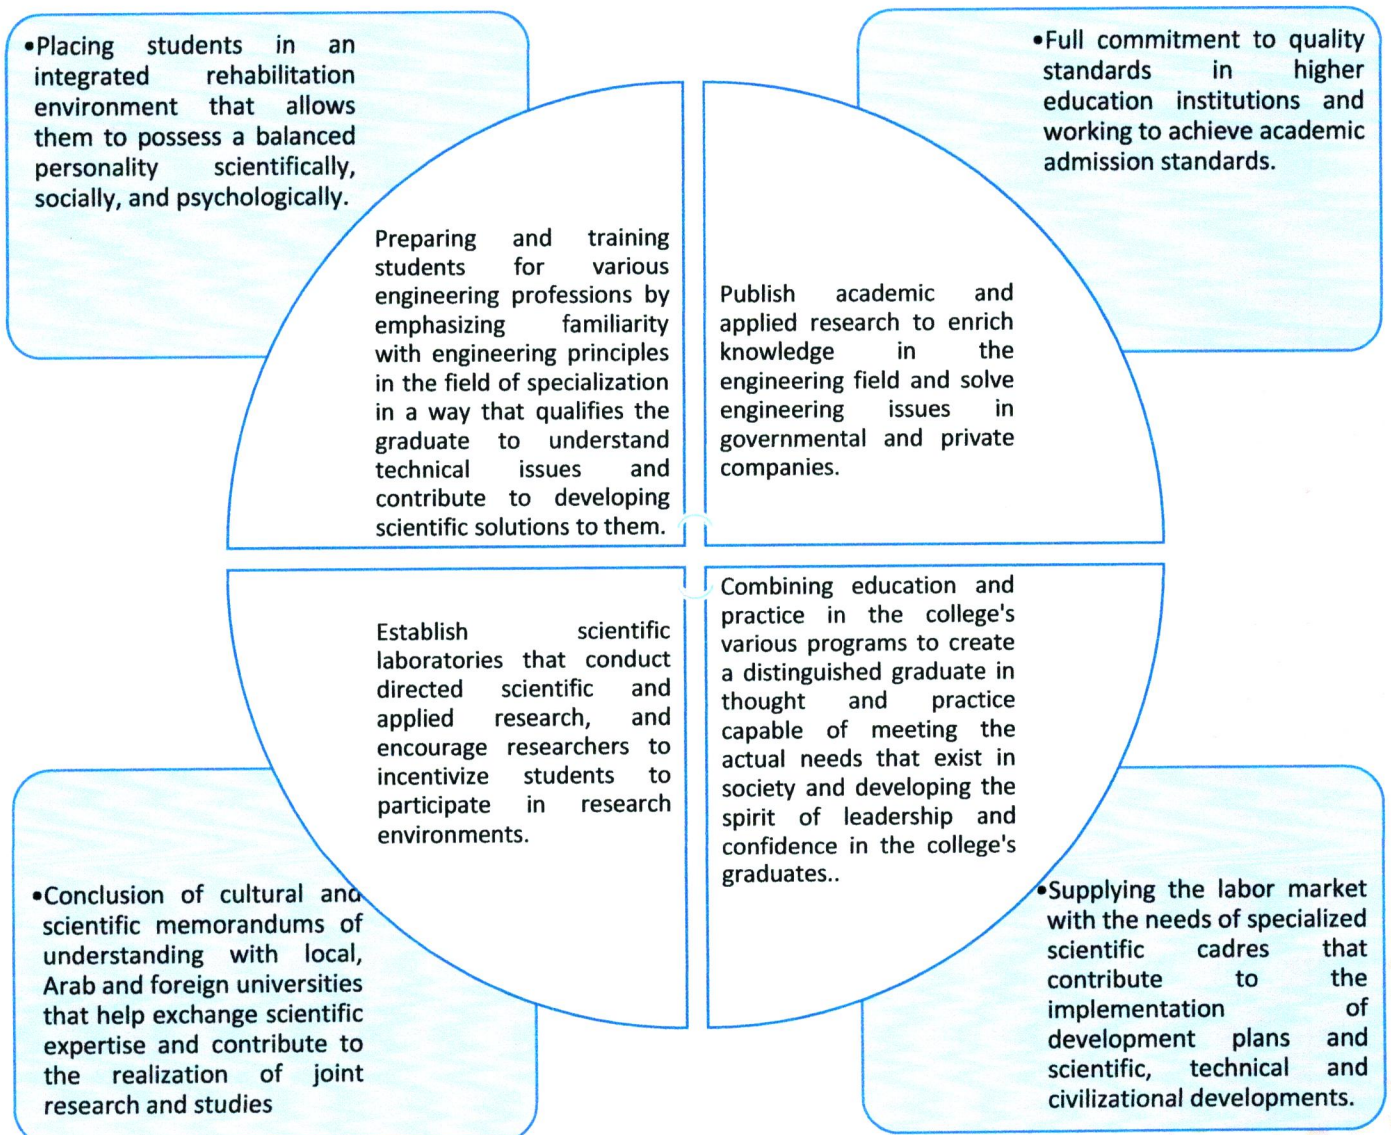 •Placing students in an
integrated rehabilitation
environment that allows
them to possess a balanced
personality scientifically,
socially, and psychologically.
•Full commitment to quality
standards in higher
education institutions and
working to achieve academic
admission standards.
Preparing and training
students for various
engineering professions by
emphasizing familiarity
with engineering principles
in the field of specialization
in a way that qualifies the
graduate to understand
technical issues and
contribute to developing
scientific solutions to them.
Publish academic and
applied research to enrich
knowledge in the
engineering field and solve
engineering issues in
governmental and private
companies.
Establish scientific
laboratories that conduct
directed scientific and
applied research, and
encourage researchers to
incentivize students to
participate in research
environments.
Combining education and
practice in the college's
various programs to create
a distinguished graduate in
thought and practice
capable of meeting the
actual needs that exist in
society and developing the
spirit of leadership and
confidence in the college's
graduates..
•Conclusion of cultural and
scientific memorandums of
understanding with local,
Arab and foreign universities
that help exchange scientific
expertise and contribute to
the realization of joint
research and studies
•Supplying the labor market
with the needs of specialized
scientific cadres that
contribute to the
implementation of
development plans and
scientific, technical and
civilizational developments.